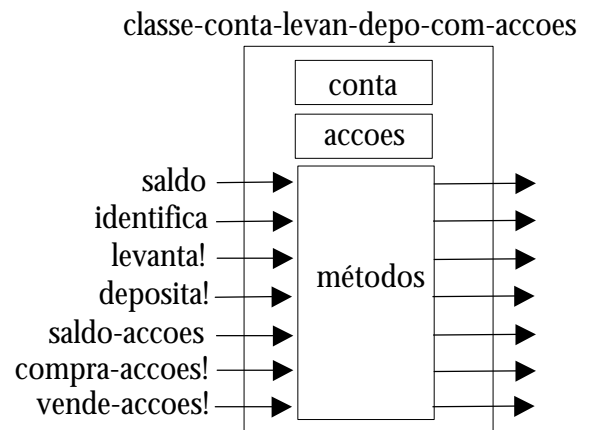 classe-conta-levan-depo-com-accoes
conta
accoes
saldo
identifica
levanta!
deposita!
saldo-accoes
compra-accoes!
vende-accoes!
métodos